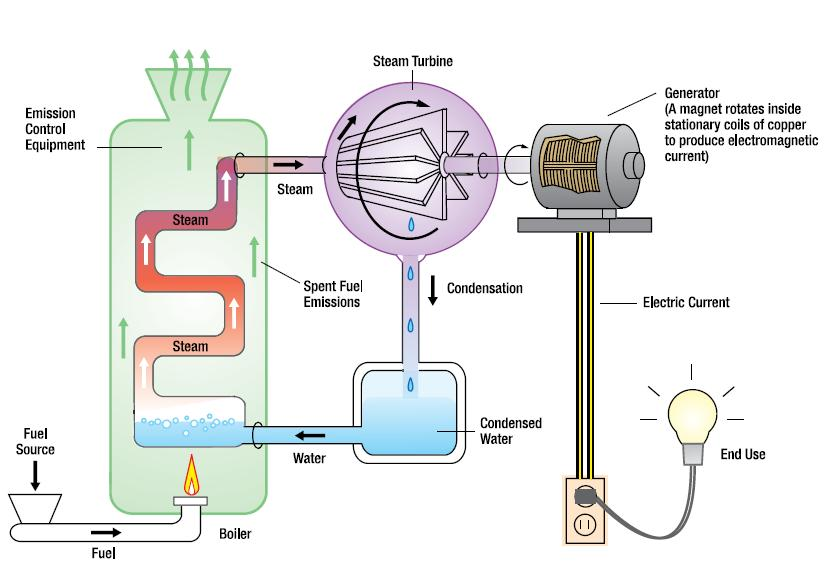 Steam Turbine
Generator
(A magnet rotates inside
stationary coils of copper
to produce electromagnetic
current)
Emission
Control
Equipment
Steam
Steam
Spent Fuel
Emissions
Condensation
Electric Current
Steam
Fuel
Source
Condensed
Water
Water
End Use
Boiler
Fuel